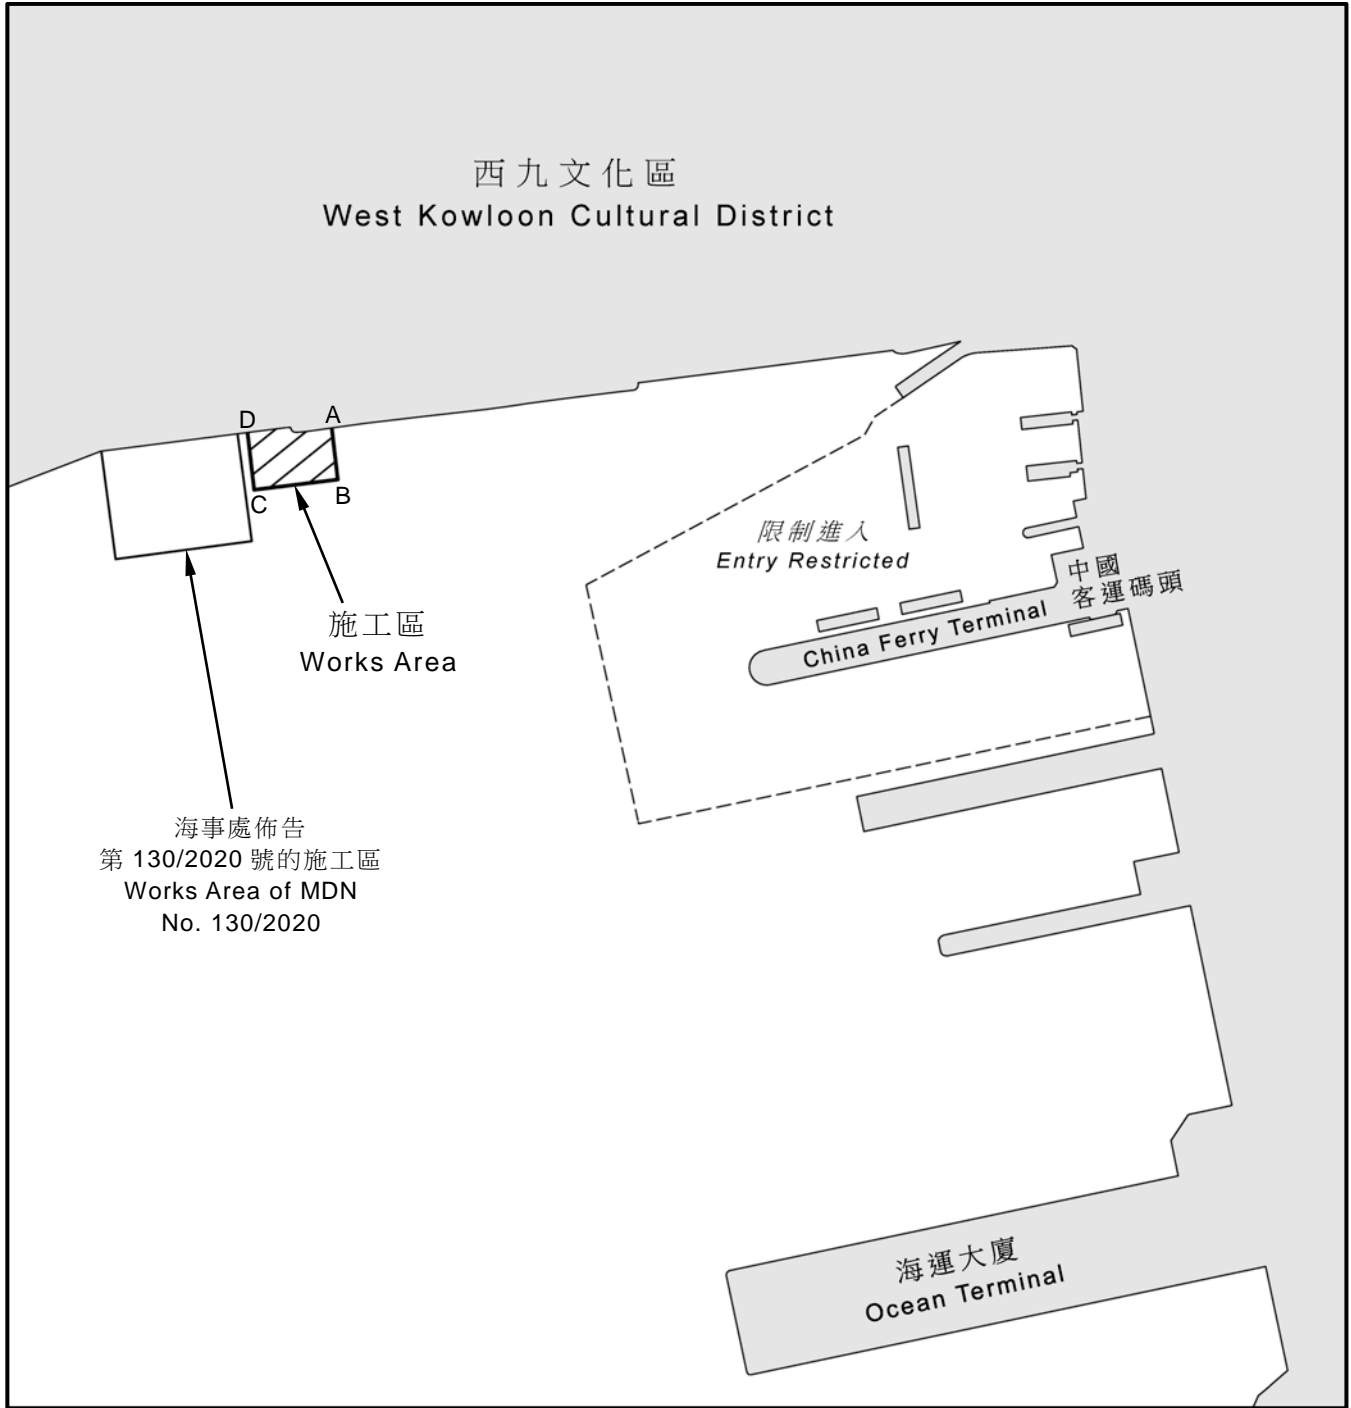 西九文化區
West Kowloon Cultural District
D
A
C
B
限制進入
Entry Restricted
中國
客運碼頭
China Ferry Terminal
施工區
Works Area
海事處佈告
第 130/2020 號的施工區
Works Area of MDN
No. 130/2020
海運大廈
Ocean Terminal